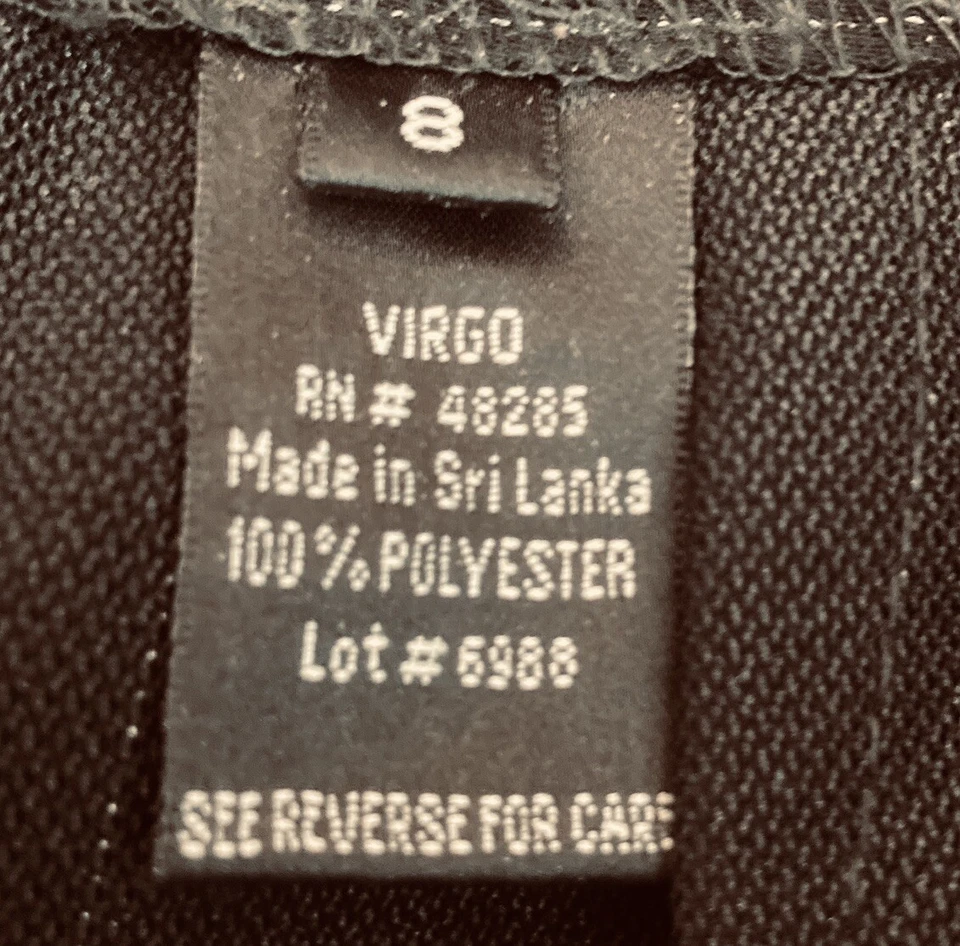 8
VIRGO
RN # 48285
Made in Sri Lanka
100% POLYESTER
Lot # 6988
SEE REVERSE FOR CARE